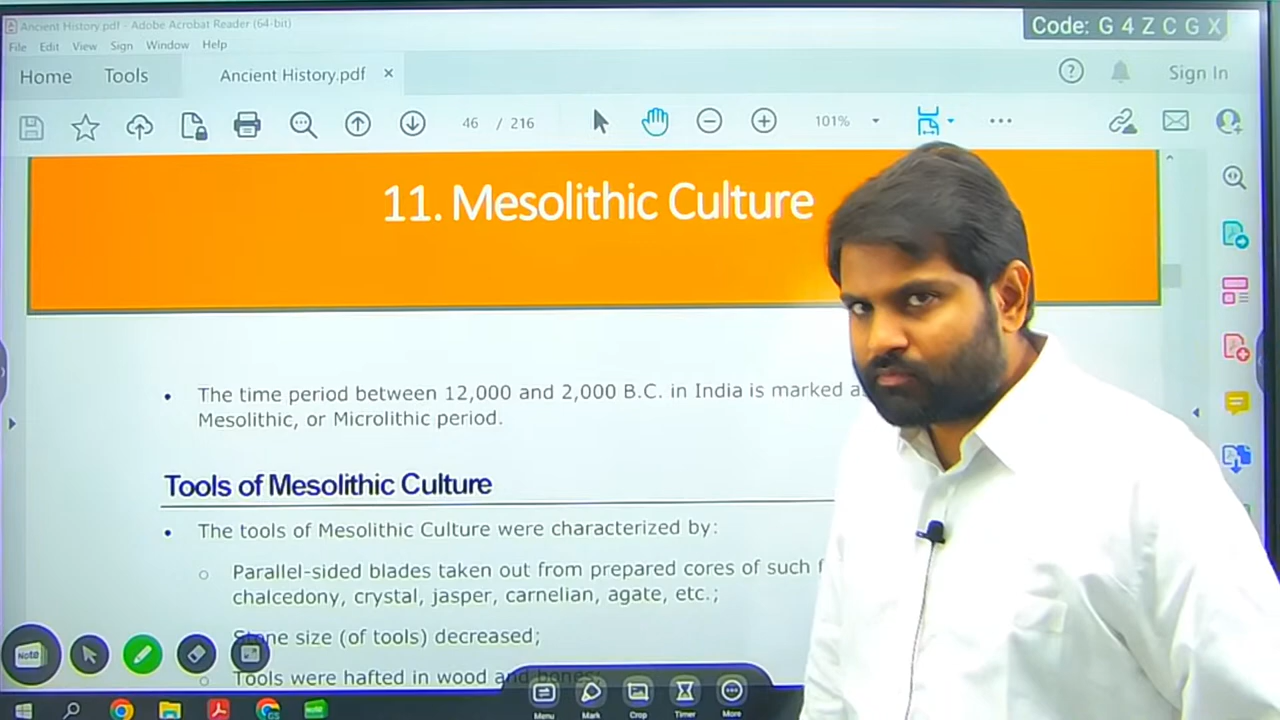 Ancient History.pdf - Adobe Acrobat Reader (64-bit)
Code: G 4 Z C G X
File Edit View Sign Window Help
Home Tools Ancient History.pdf × Sign In
46 / 216 101%
11. Mesolithic Culture
• The time period between 12,000 and 2,000 B.C. in India is marked
Mesolithic, or Microlithic period.
Tools of Mesolithic Culture
• The tools of Mesolithic Culture were characterized by:
○ Parallel-sided blades taken out from prepared cores of such
chalcedony, crystal, jasper, carnelian, agate, etc.;
Stone size (of tools) decreased;
○ Tools were hafted in wood and bones;
Note
Menu Mark Crop Timer More